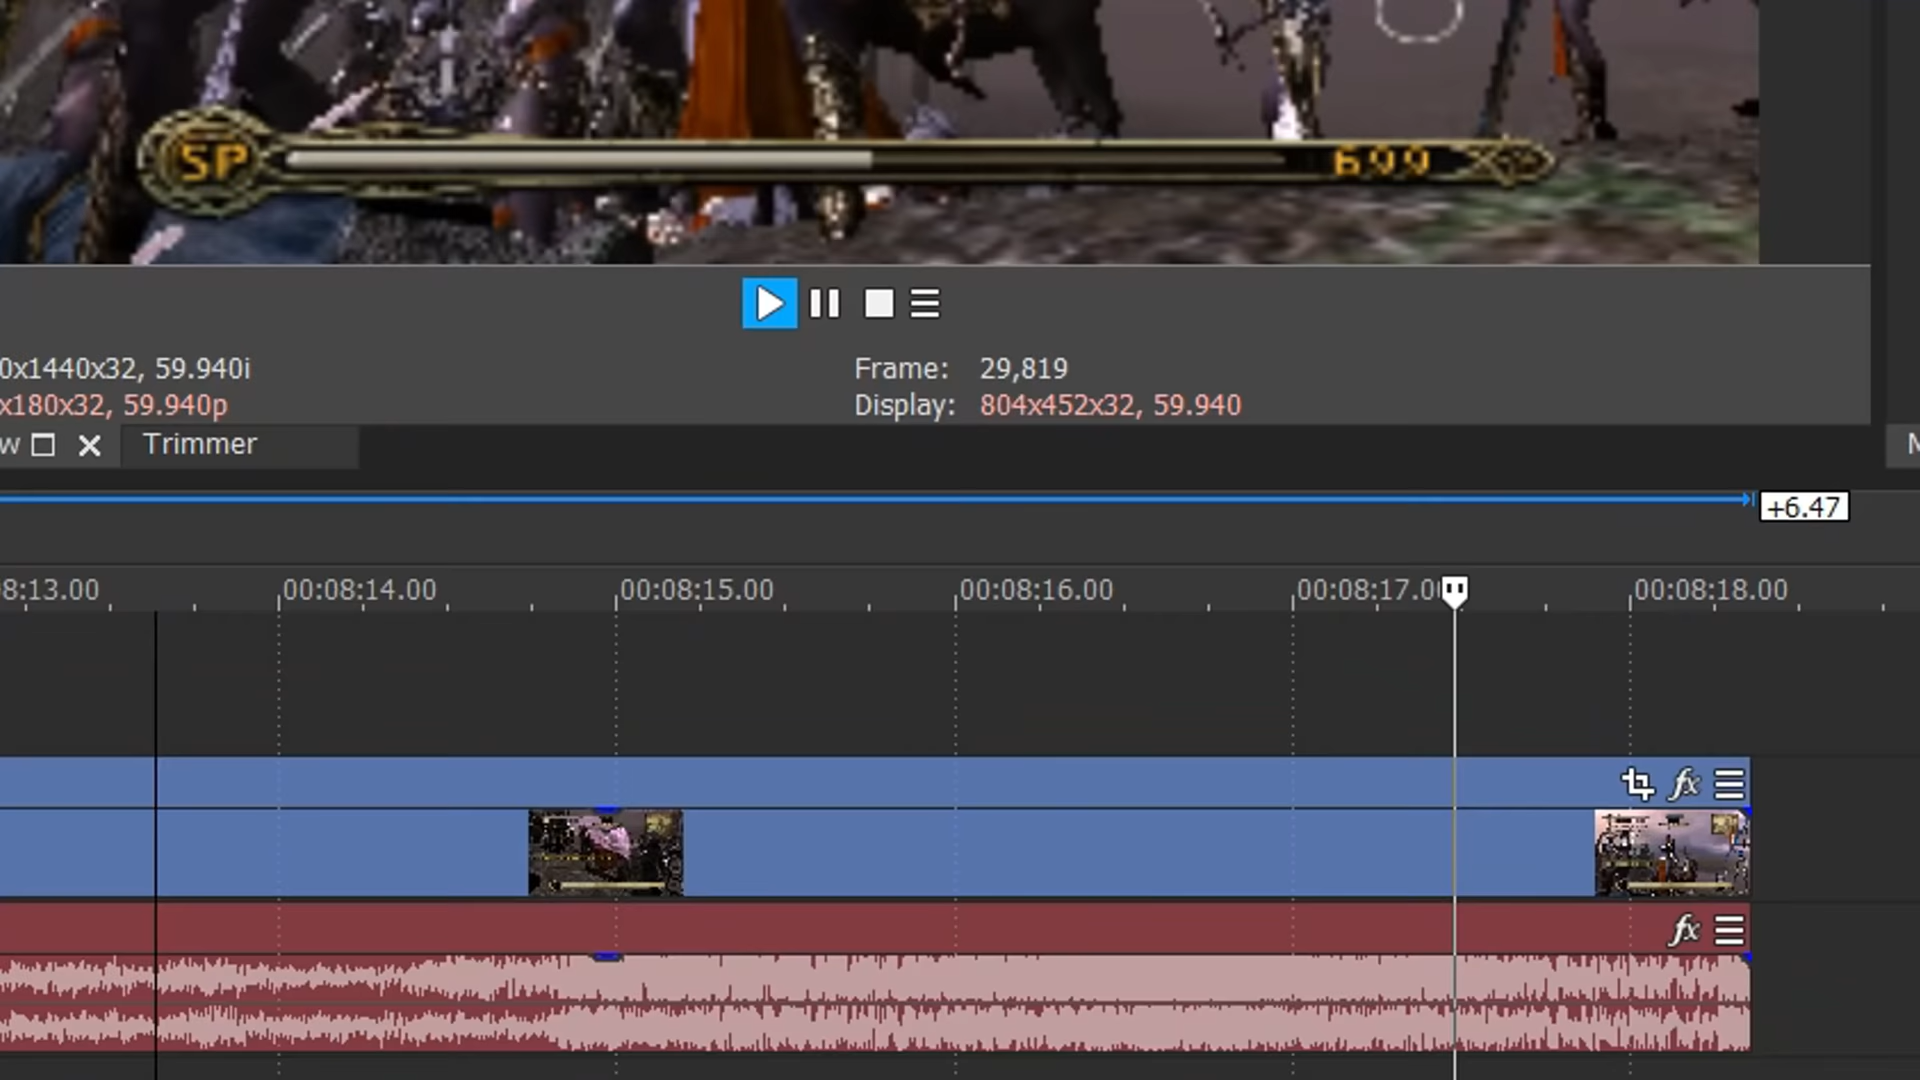 SP 699
0x1440x32, 59.940i
Frame: 29,819
x180x32, 59.940p
Display: 804x452x32, 59.940
w Trimmer
+6.47
8:13.00 00:08:14.00 00:08:15.00 00:08:16.00 00:08:17.00 00:08:18.00
fx
fx